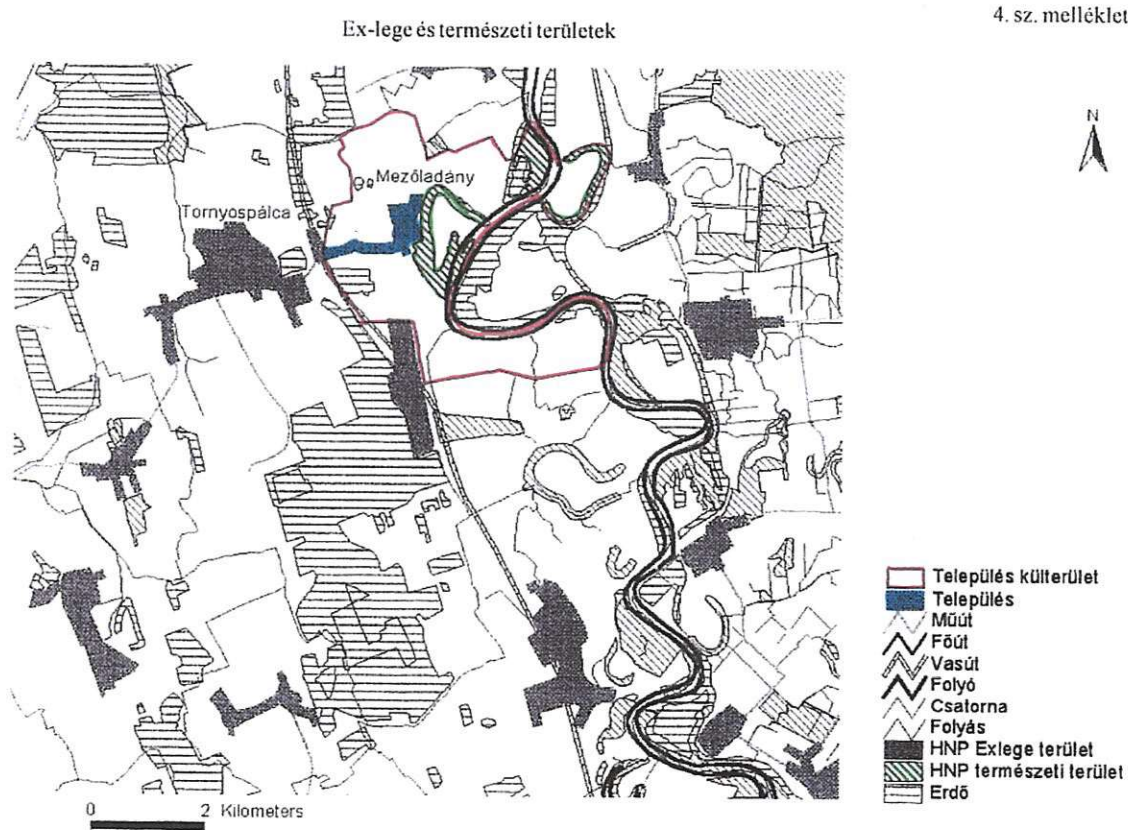 4. sz. melléklet
Ex-lege és természeti területek
N
Mezőladány
Tornyospálca
Település külterület
Település
Műút
Főút
Vasút
Folyó
Csatorna
Folyás
HNP Exlege terület
HNP természeti terület
Erdő
0 2 Kilometers